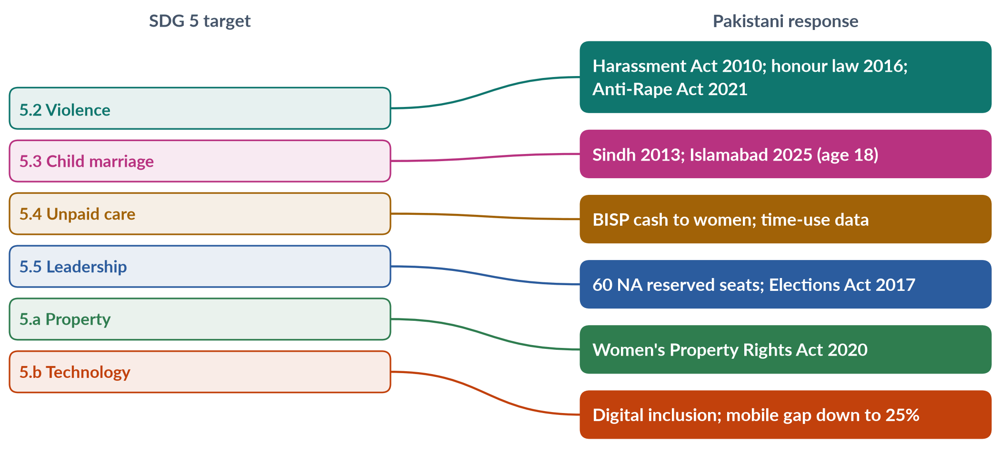 SDG 5 target
Pakistani response
5.2 Violence
Harassment Act 2010; honour law 2016;
Anti-Rape Act 2021
5.3 Child marriage
Sindh 2013; Islamabad 2025 (age 18)
5.4 Unpaid care
BISP cash to women; time-use data
5.5 Leadership
60 NA reserved seats; Elections Act 2017
5.a Property
Women's Property Rights Act 2020
5.b Technology
Digital inclusion; mobile gap down to 25%